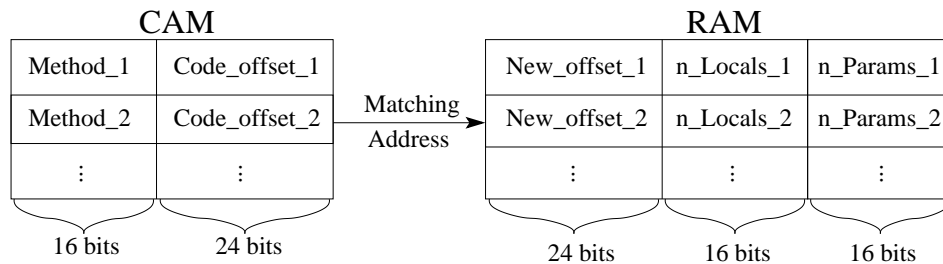 CAM RAM
Method_1 Code_offset_1 New_offset_1 n_Locals_1 n_Params_1
Method_2 Code_offset_2 Matching Address New_offset_2 n_Locals_2 n_Params_2
⋮ ⋮ ⋮ ⋮ ⋮
16 bits 24 bits 24 bits 16 bits 16 bits